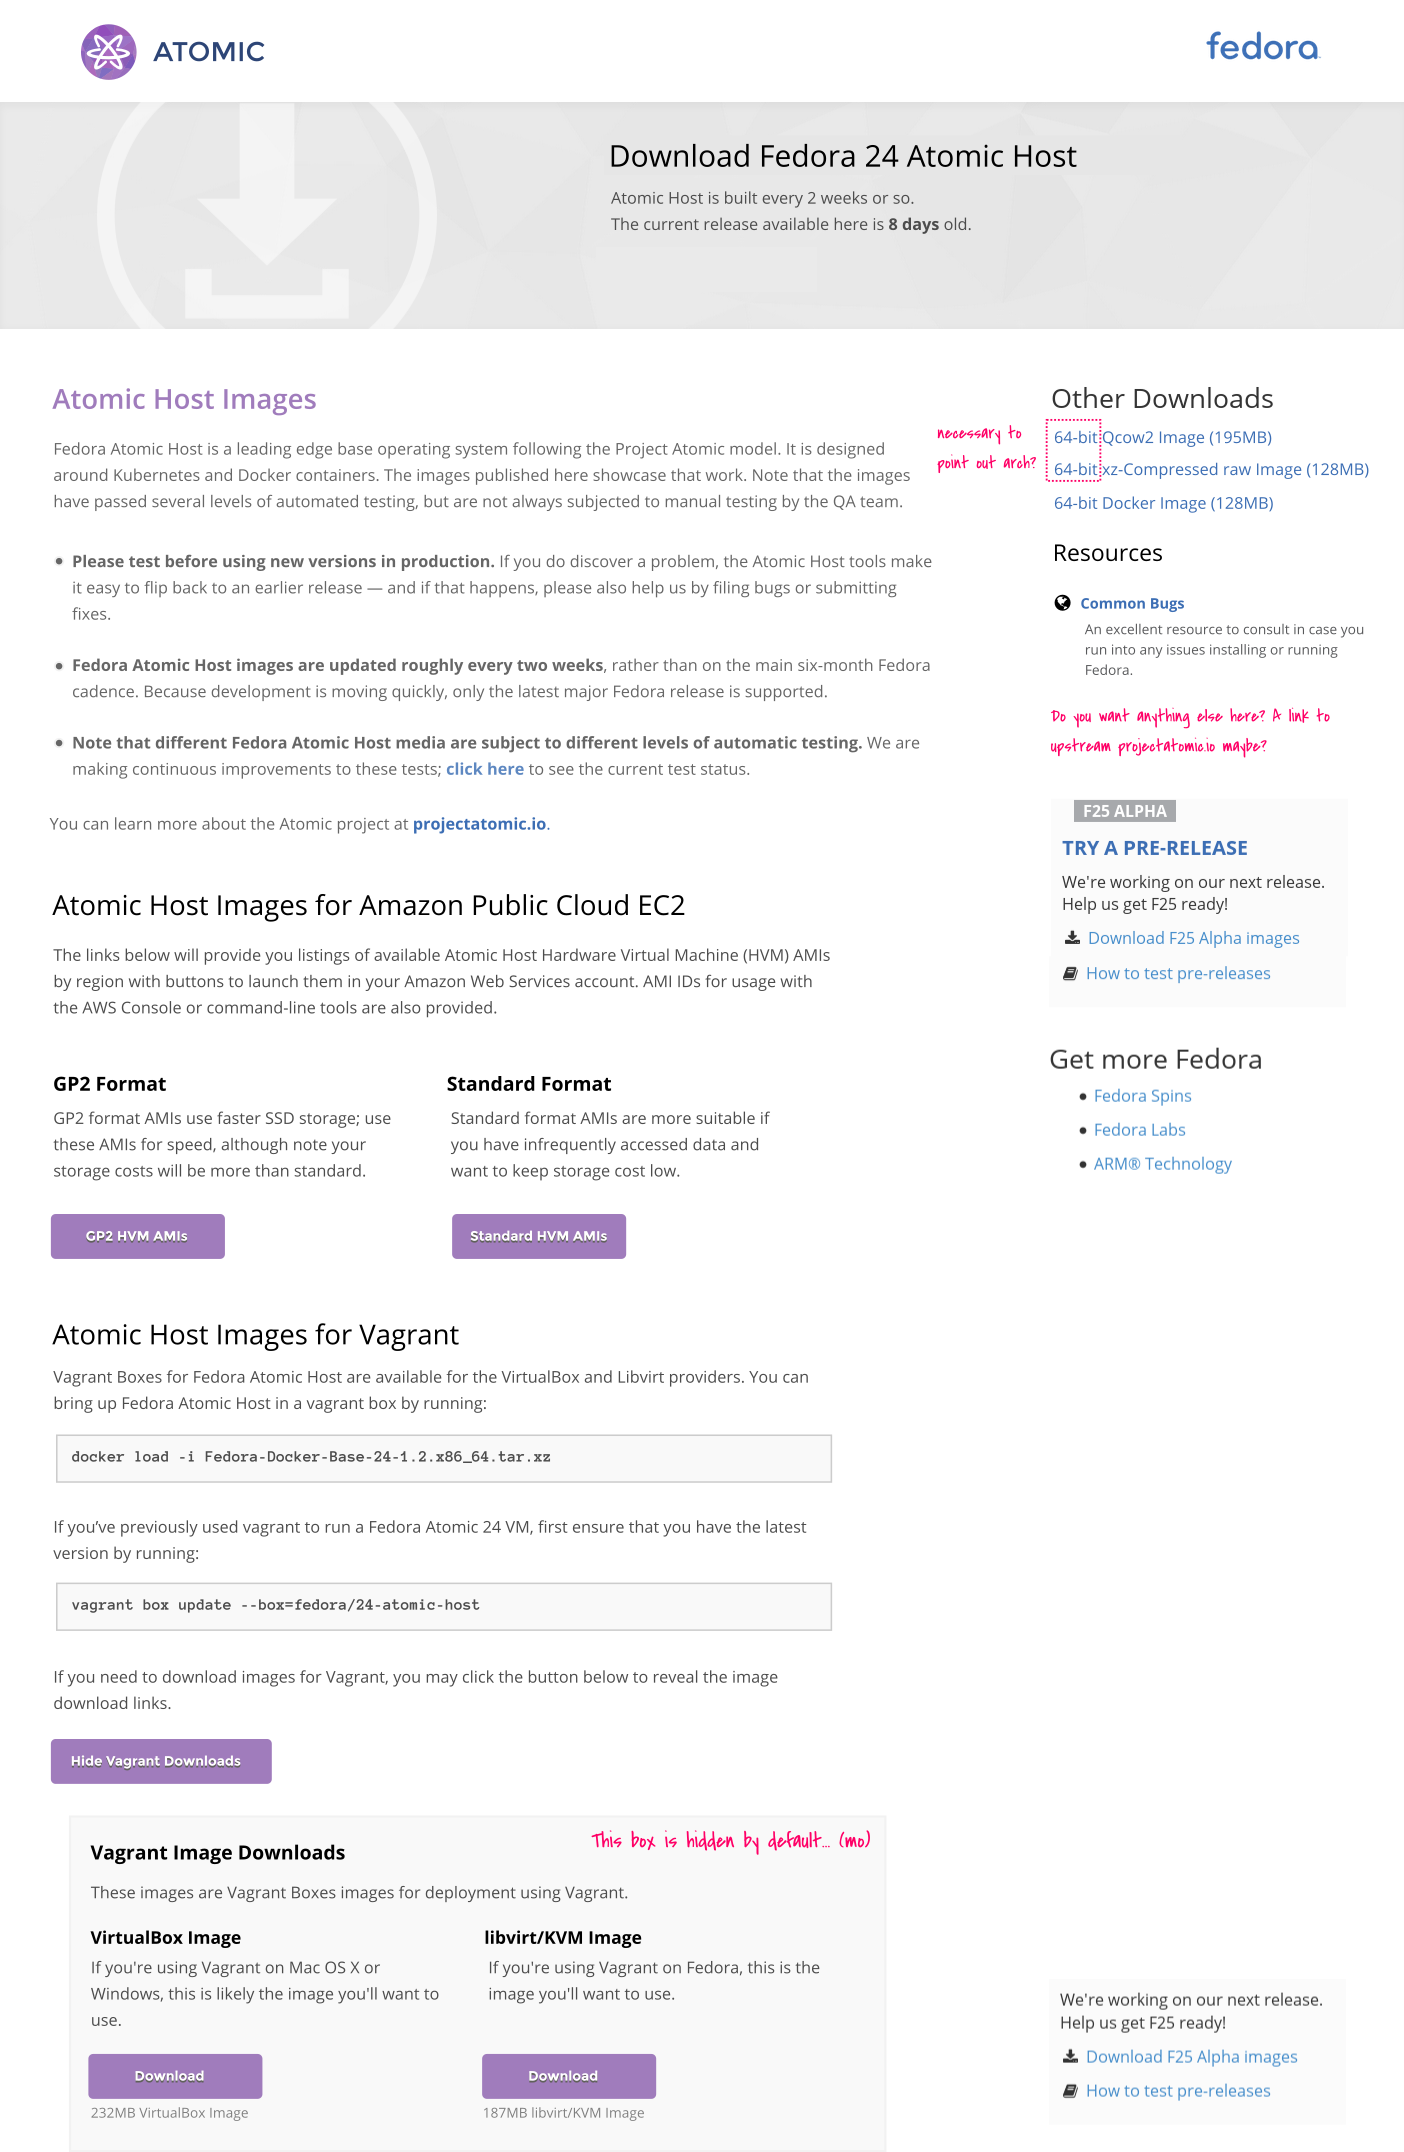 ATOMIC
fedora
Download Fedora 24 Atomic Host
Atomic Host is built every 2 weeks or so.
The current release available here is 8 days old.
Atomic Host Images
Fedora Atomic Host is a leading edge base operating system following the Project Atomic model. It is designed
around Kubernetes and Docker containers. The images published here showcase that work. Note that the images
have passed several levels of automated testing, but are not always subjected to manual testing by the QA team.
• Please test before using new versions in production. If you do discover a problem, the Atomic Host tools make
it easy to flip back to an earlier release — and if that happens, please also help us by filing bugs or submitting
fixes.
• Fedora Atomic Host images are updated roughly every two weeks, rather than on the main six-month Fedora
cadence. Because development is moving quickly, only the latest major Fedora release is supported.
• Note that different Fedora Atomic Host media are subject to different levels of automatic testing. We are
making continuous improvements to these tests; click here to see the current test status.
You can learn more about the Atomic project at projectatomic.io.
Atomic Host Images for Amazon Public Cloud EC2
The links below will provide you listings of available Atomic Host Hardware Virtual Machine (HVM) AMIs
by region with buttons to launch them in your Amazon Web Services account. AMI IDs for usage with
the AWS Console or command-line tools are also provided.
GP2 Format
GP2 format AMIs use faster SSD storage; use
these AMIs for speed, although note your
storage costs will be more than standard.
GP2 HVM AMIs
Standard Format
Standard format AMIs are more suitable if
you have infrequently accessed data and
want to keep storage cost low.
Standard HVM AMIs
Atomic Host Images for Vagrant
Vagrant Boxes for Fedora Atomic Host are available for the VirtualBox and Libvirt providers. You can
bring up Fedora Atomic Host in a vagrant box by running:
docker load -i Fedora-Docker-Base-24-1.2.x86_64.tar.xz
If you’ve previously used vagrant to run a Fedora Atomic 24 VM, first ensure that you have the latest
version by running:
vagrant box update --box=fedora/24-atomic-host
If you need to download images for Vagrant, you may click the button below to reveal the image
download links.
Hide Vagrant Downloads
This box is hidden by default... (mo)
Vagrant Image Downloads
These images are Vagrant Boxes images for deployment using Vagrant.
VirtualBox Image
If you're using Vagrant on Mac OS X or
Windows, this is likely the image you'll want to
use.
Download
232MB VirtualBox Image
libvirt/KVM Image
If you're using Vagrant on Fedora, this is the
image you'll want to use.
Download
187MB libvirt/KVM Image
Other Downloads
necessary to
point out arch?
64-bit Qcow2 Image (195MB)
64-bit xz-Compressed raw Image (128MB)
64-bit Docker Image (128MB)
Resources
Common Bugs
An excellent resource to consult in case you
run into any issues installing or running
Fedora.
Do you want anything else here? A link to
upstream projectatomic.io maybe?
F25 ALPHA
TRY A PRE-RELEASE
We're working on our next release.
Help us get F25 ready!
Download F25 Alpha images
How to test pre-releases
Get more Fedora
• Fedora Spins
• Fedora Labs
• ARM® Technology
We're working on our next release.
Help us get F25 ready!
Download F25 Alpha images
How to test pre-releases